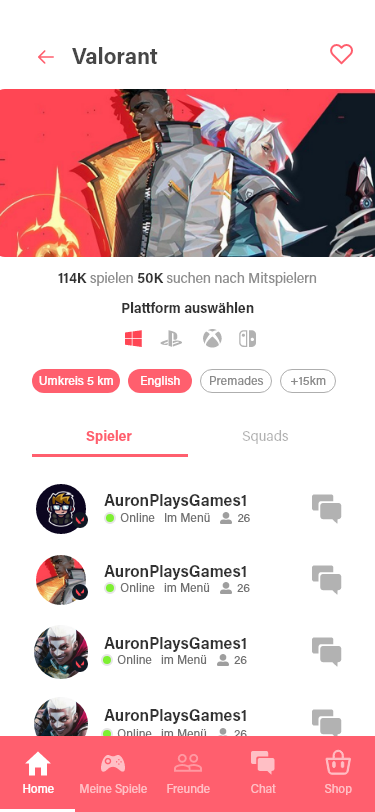 Valorant
114K spielen 50K suchen nach Mitspielern
Plattform auswählen
Umkreis 5 km English Premades +15km
Spieler Squads
AuronPlaysGames1
Online Im Menü 26
AuronPlaysGames1
Online im Menü 26
AuronPlaysGames1
Online im Menü 26
AuronPlaysGames1
Online im Menü 26
Home Meine Spiele Freunde Chat Shop